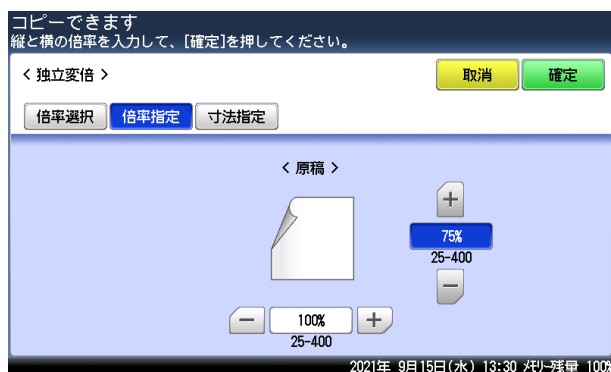 コピーできます
縦と横の倍率を入力して、[確定]を押してください。
< 独立変倍 >
取消
確定
倍率選択
倍率指定
寸法指定
< 原稿 >
+
75%
25-400
−
− 100% +
25-400
2021年 9月15日(水) 13:30 メモリー残量 100%